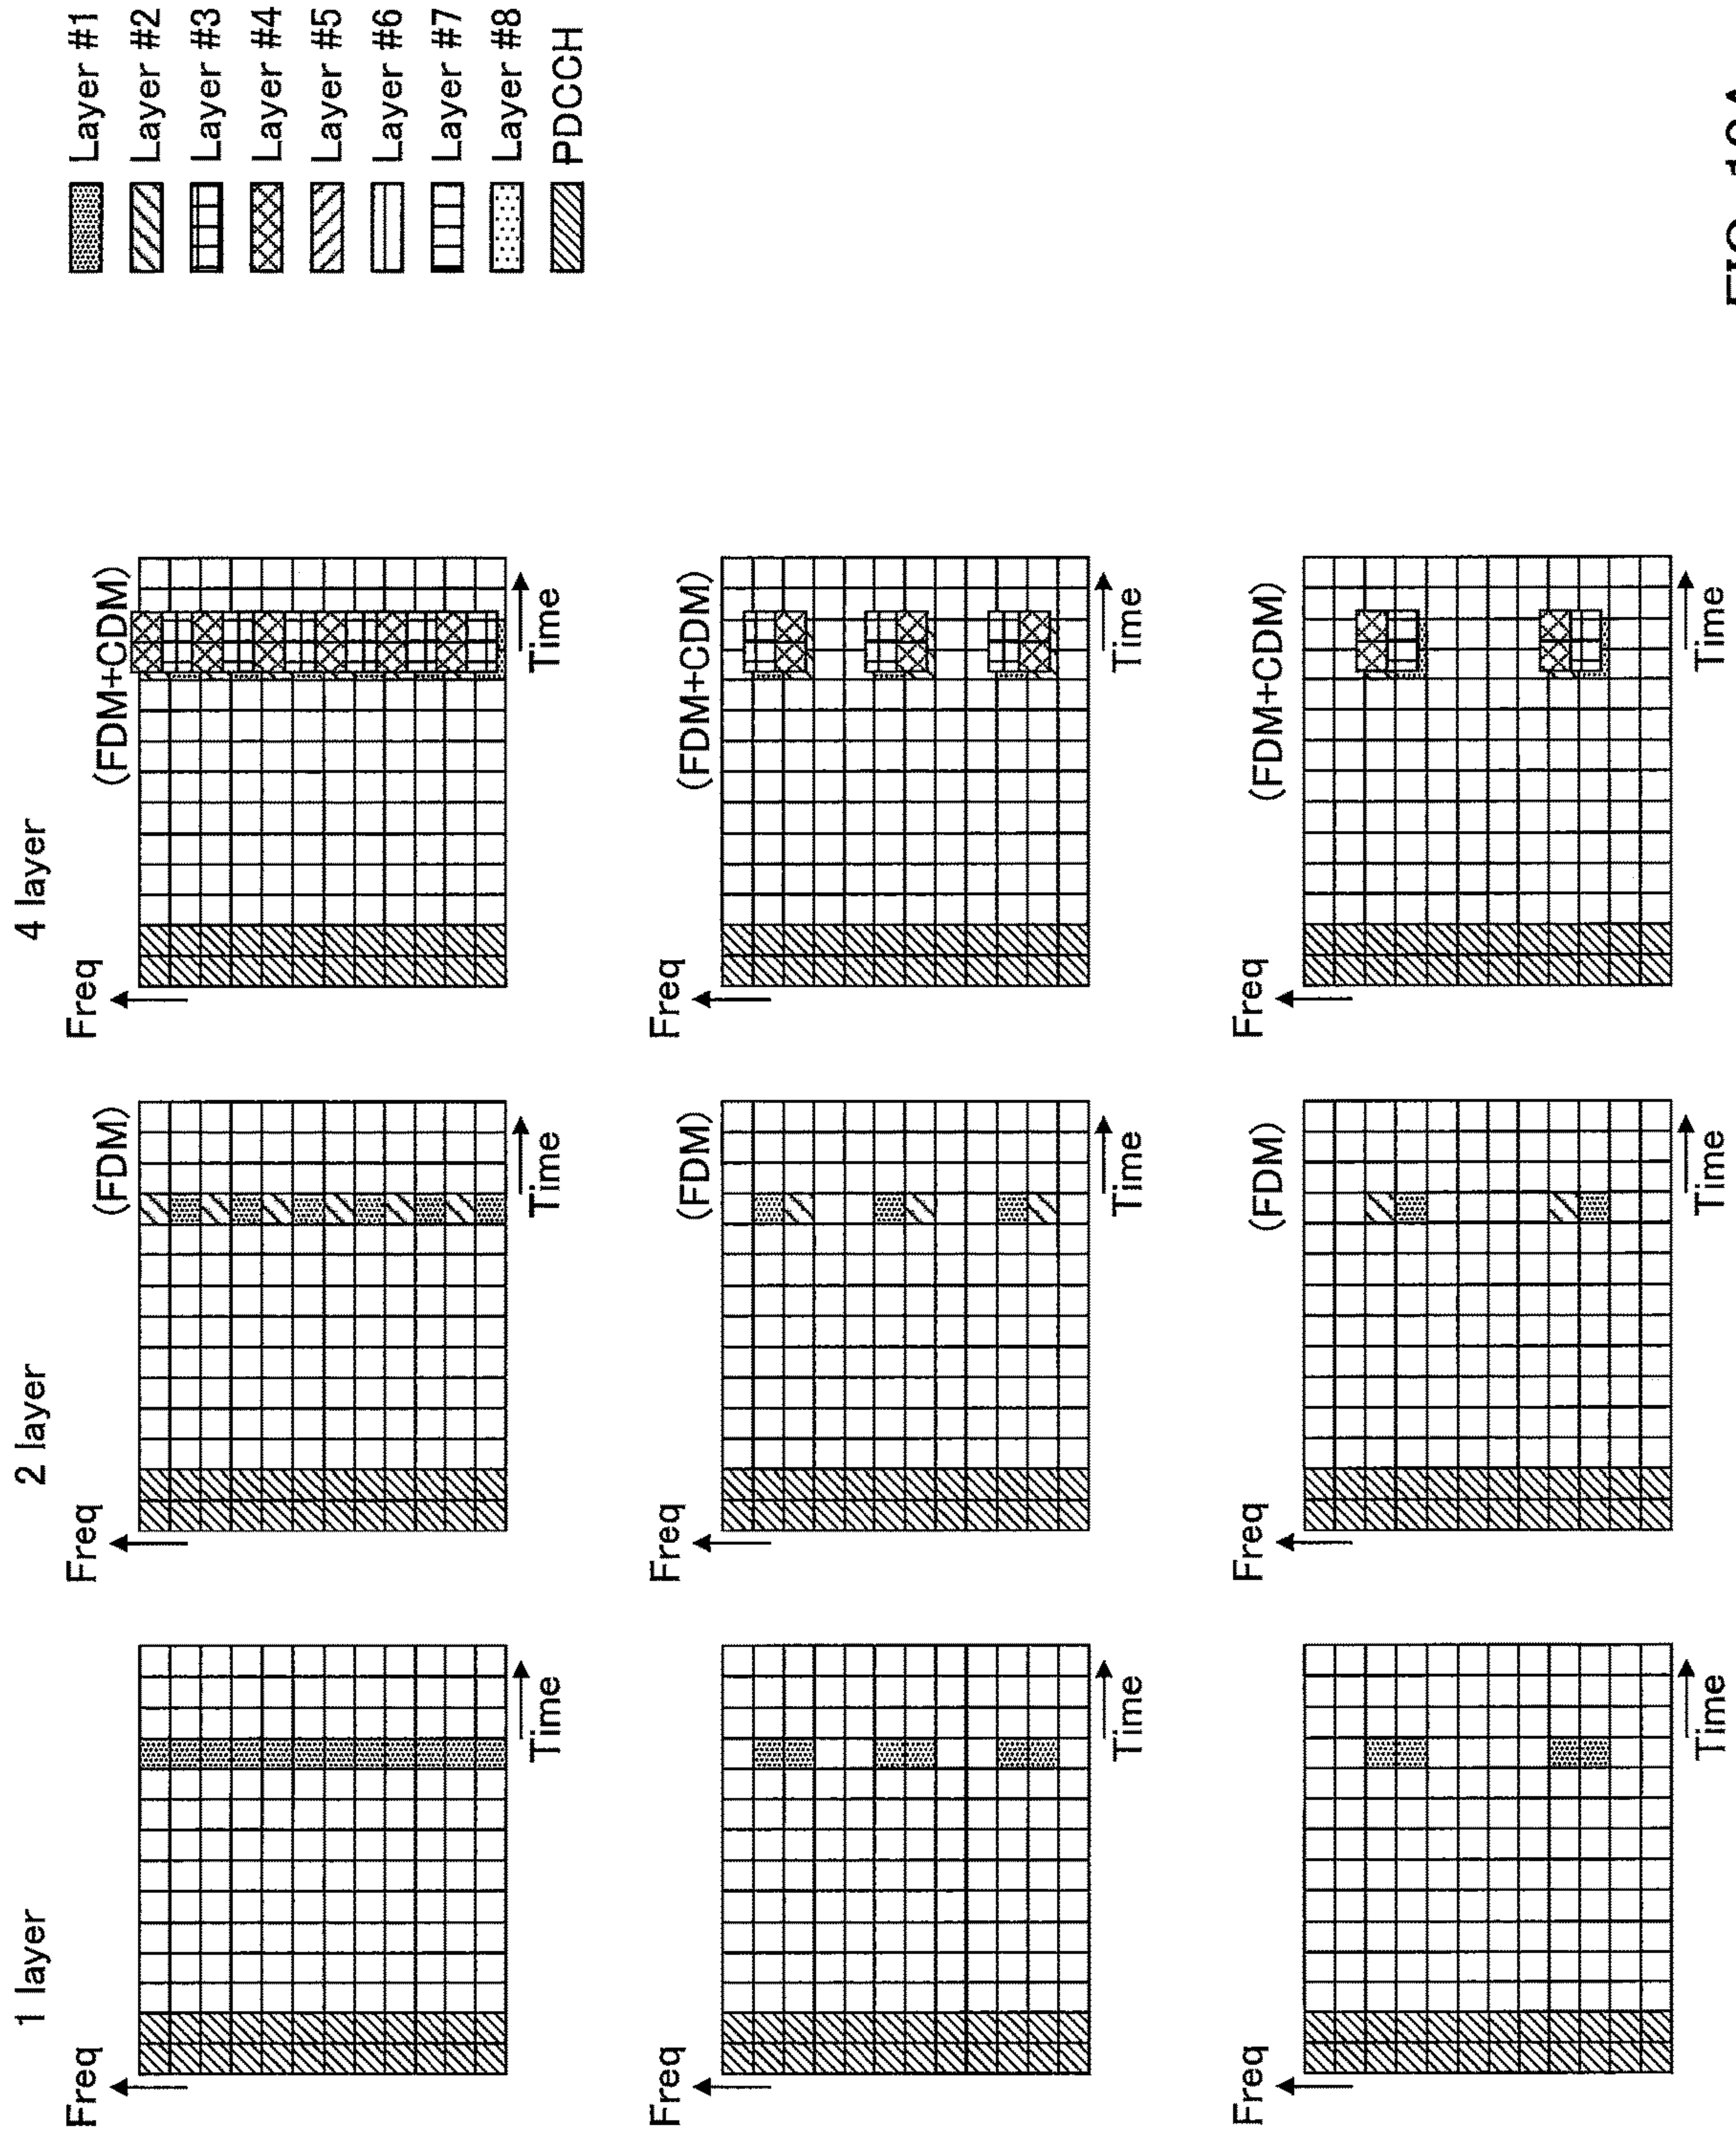 1 layer
2 layer
4 layer
Layer #1
Layer #2
Layer #3
Layer #4
Layer #5
Layer #6
Layer #7
Layer #8
PDCCH
Freq
Time
Freq
(FDM)
Time
Freq
(FDM+CDM)
Time
Freq
Time
Freq
(FDM)
Time
Freq
(FDM+CDM)
Time
Freq
Time
Freq
(FDM)
Time
Freq
(FDM+CDM)
Time